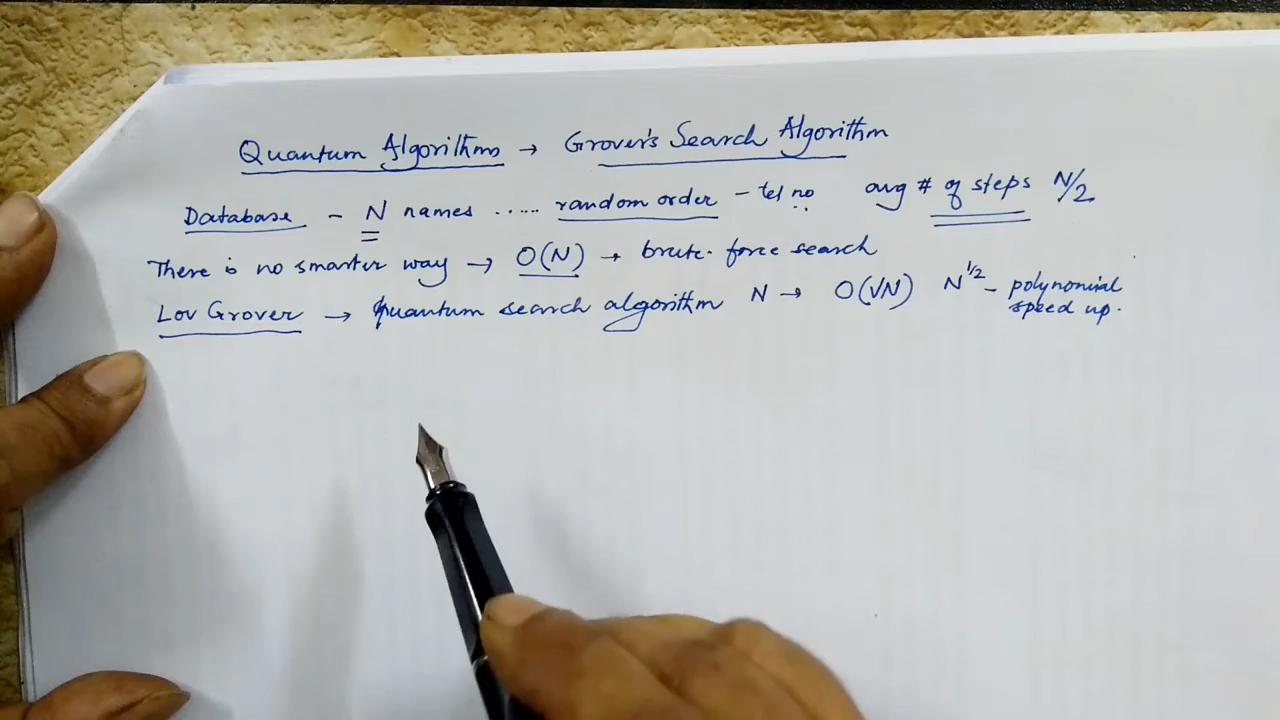 Quantum Algorithms → Grover's Search Algorithm
Database - N names ..... random order - tel no avg # of steps N/2
There is no smarter way → O(N) → brute-force search
Lov Grover → quantum search algorithm N → O(√N) N^1/2 - polynomial speed up.